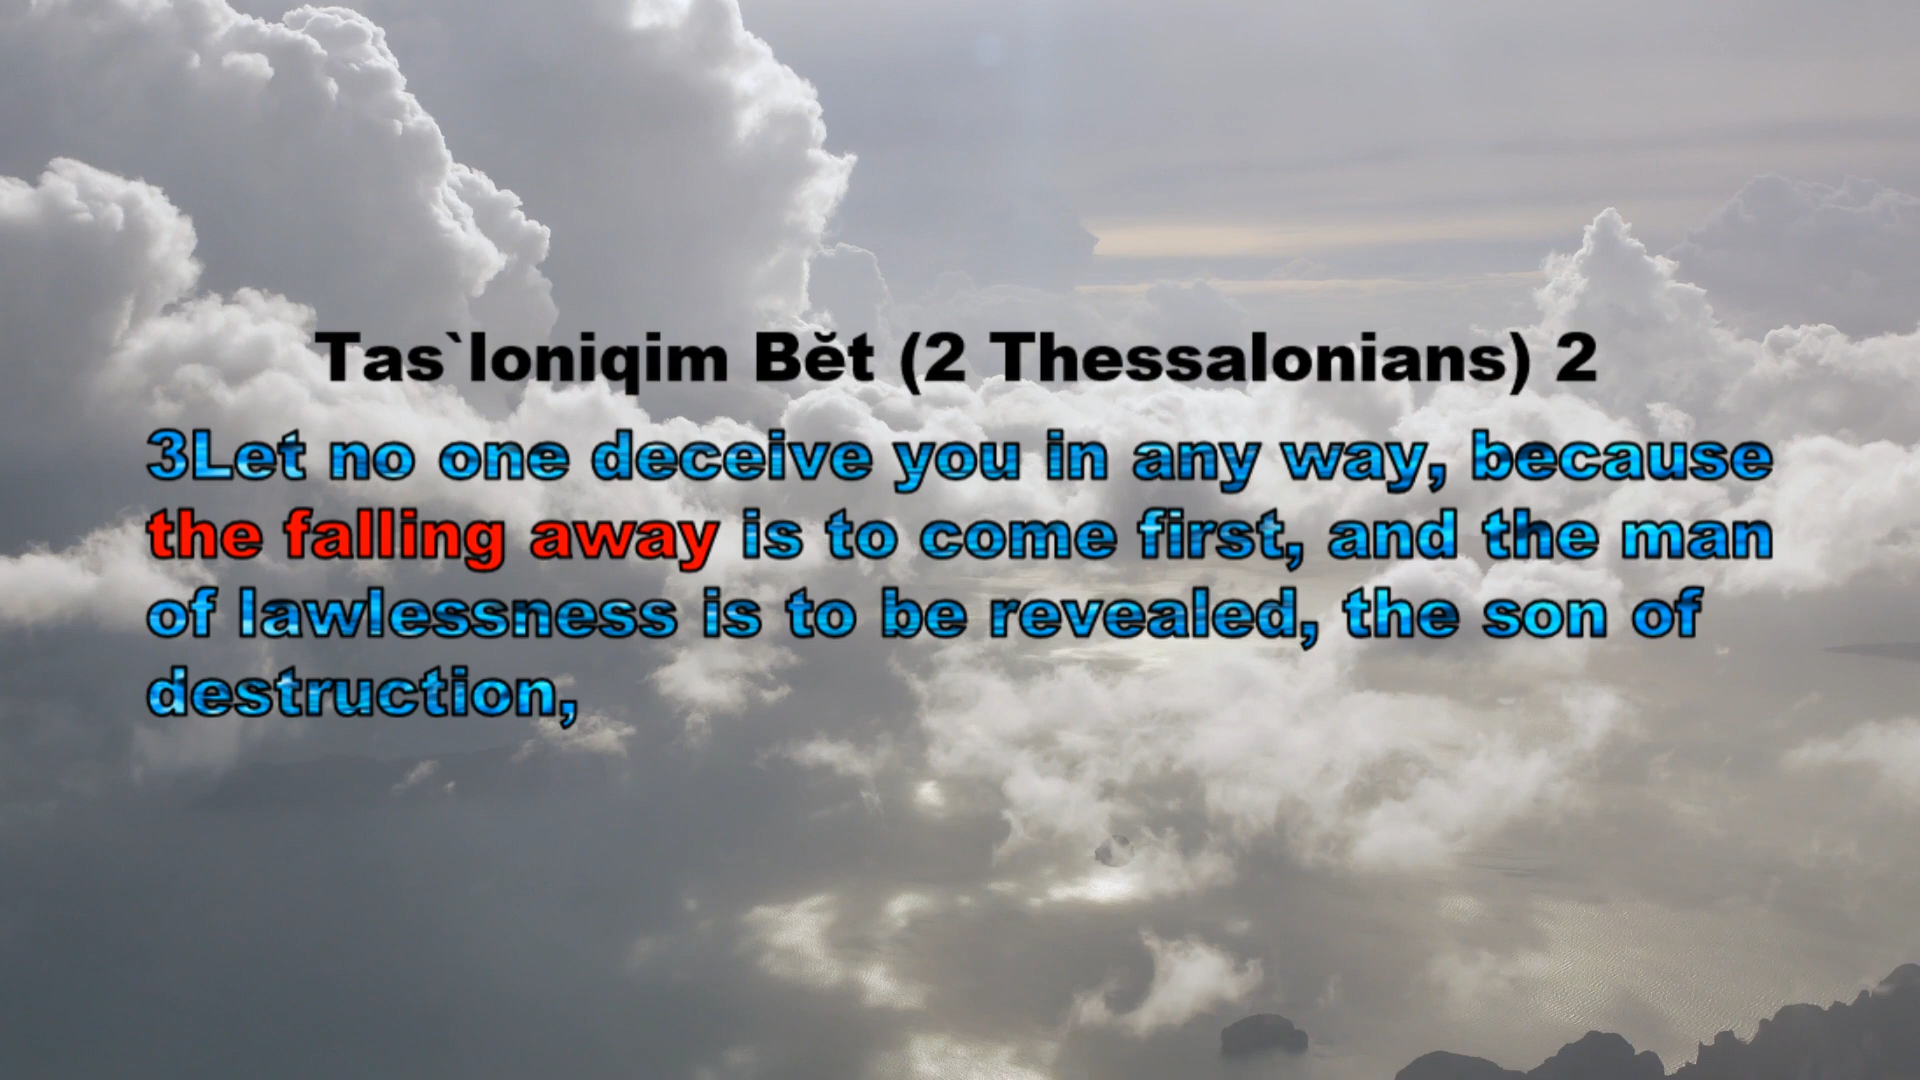 Tas`loniqim Bĕt (2 Thessalonians) 2
3Let no one deceive you in any way, because
the falling away is to come first, and the man
of lawlessness is to be revealed, the son of
destruction,